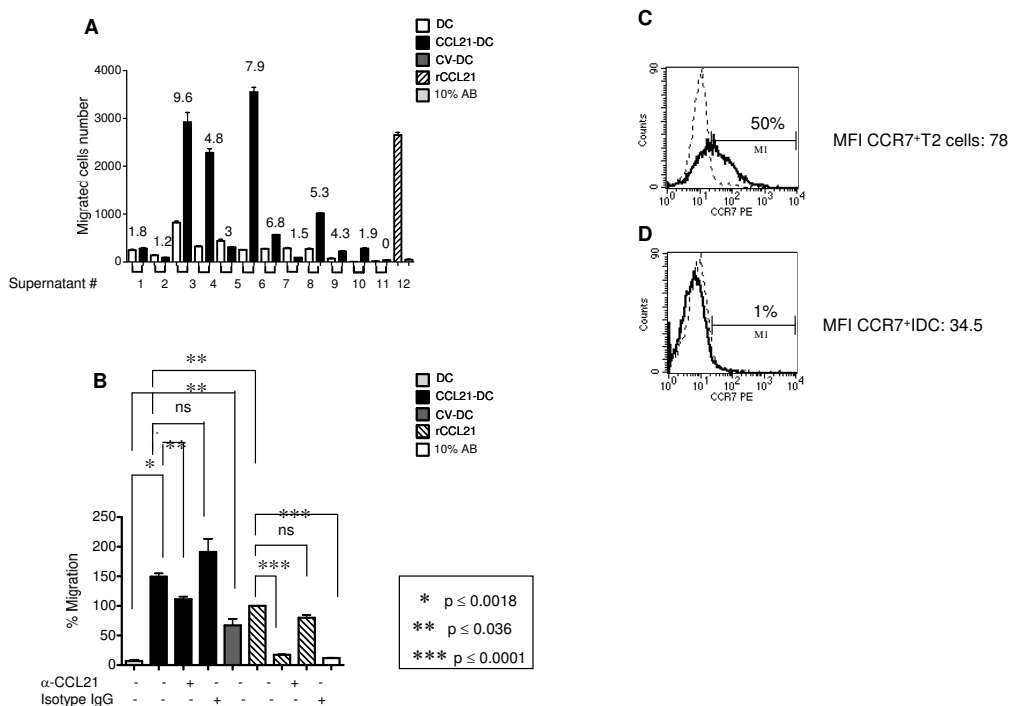 A
DC
CCL21-DC
CV-DC
rCCL21
10% AB
Migrated cells number
4000
3000
2000
1000
0
1.8 1.2 9.6 4.8 3 7.9 6.8 1.5 5.3 4.3 1.9 0
Supernatant # 1 2 3 4 5 6 7 8 9 10 11 12
B
DC
CCL21-DC
CV-DC
rCCL21
10% AB
**
**
ns
**
*
***
ns
***
% Migration
250
200
150
100
50
0
α-CCL21 - - + - - - - + -
Isotype IgG - - - + - - - - +
* p ≤ 0.0018
** p ≤ 0.036
*** p ≤ 0.0001
C
90
Counts
0
50%
M1
10⁰ 10¹ 10² 10³ 10⁴
CCR7 PE
MFI CCR7⁺T2 cells: 78
D
90
Counts
0
1%
M1
10⁰ 10¹ 10² 10³ 10⁴
CCR7 PE
MFI CCR7⁺IDC: 34.5